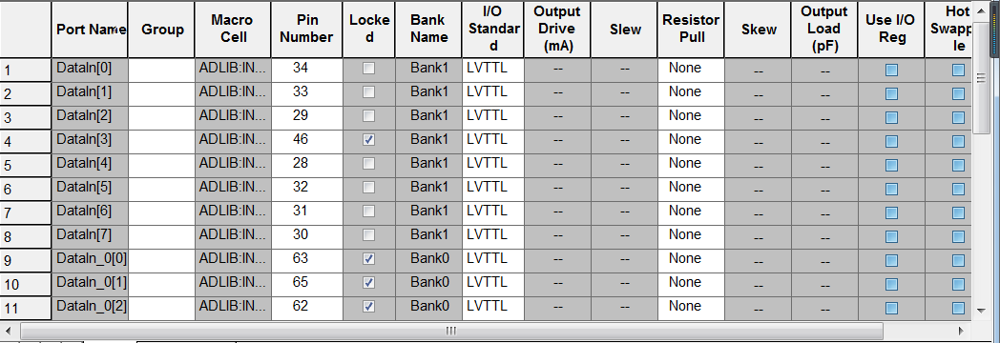 Port Name Group Macro Cell Pin Number Locke d Bank Name I/O Standar d Output Drive (mA) Slew Resistor Pull Skew Output Load (pF) Use I/O Reg Hot Swapp le
1 DataIn[0] ADLIB:IN... 34 Bank1 LVTTL -- -- None -- --
2 DataIn[1] ADLIB:IN... 33 Bank1 LVTTL -- -- None -- --
3 DataIn[2] ADLIB:IN... 29 Bank1 LVTTL -- -- None -- --
4 DataIn[3] ADLIB:IN... 46 Bank1 LVTTL -- -- None -- --
5 DataIn[4] ADLIB:IN... 28 Bank1 LVTTL -- -- None -- --
6 DataIn[5] ADLIB:IN... 32 Bank1 LVTTL -- -- None -- --
7 DataIn[6] ADLIB:IN... 31 Bank1 LVTTL -- -- None -- --
8 DataIn[7] ADLIB:IN... 30 Bank1 LVTTL -- -- None -- --
9 DataIn_0[0] ADLIB:IN... 63 Bank0 LVTTL -- -- None -- --
10 DataIn_0[1] ADLIB:IN... 65 Bank0 LVTTL -- -- None -- --
11 DataIn_0[2] ADLIB:IN... 62 Bank0 LVTTL -- -- None -- --